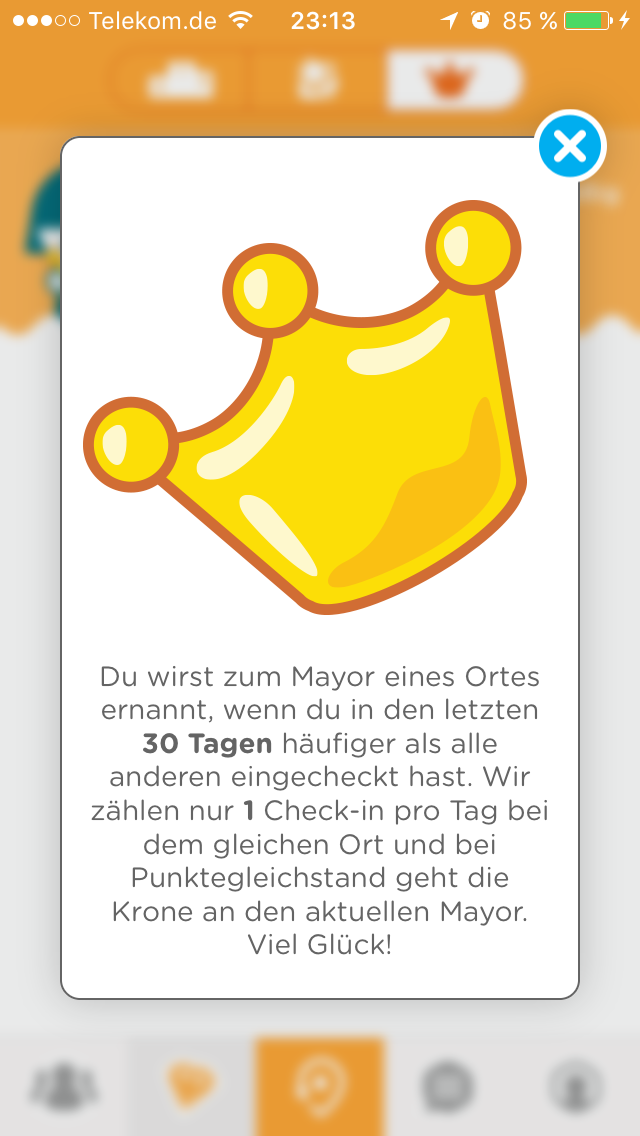 Telekom.de 23:13 85 %
Du wirst zum Mayor eines Ortes
ernannt, wenn du in den letzten
30 Tagen häufiger als alle
anderen eingecheckt hast. Wir
zählen nur 1 Check-in pro Tag bei
dem gleichen Ort und bei
Punktegleichstand geht die
Krone an den aktuellen Mayor.
Viel Glück!